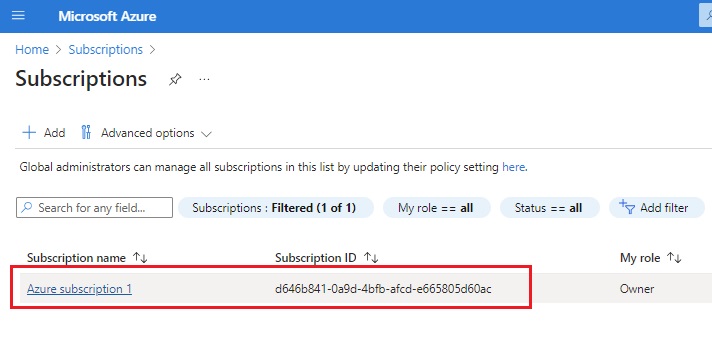 Microsoft Azure
Home > Subscriptions >
Subscriptions ...
+ Add Advanced options
Global administrators can manage all subscriptions in this list by updating their policy setting here.
Search for any field... Subscriptions : Filtered (1 of 1) My role == all Status == all Add filter
Subscription name ↑↓ Subscription ID ↑↓ My role ↑↓
Azure subscription 1 d646b841-0a9d-4bfb-afcd-e665805d60ac Owner